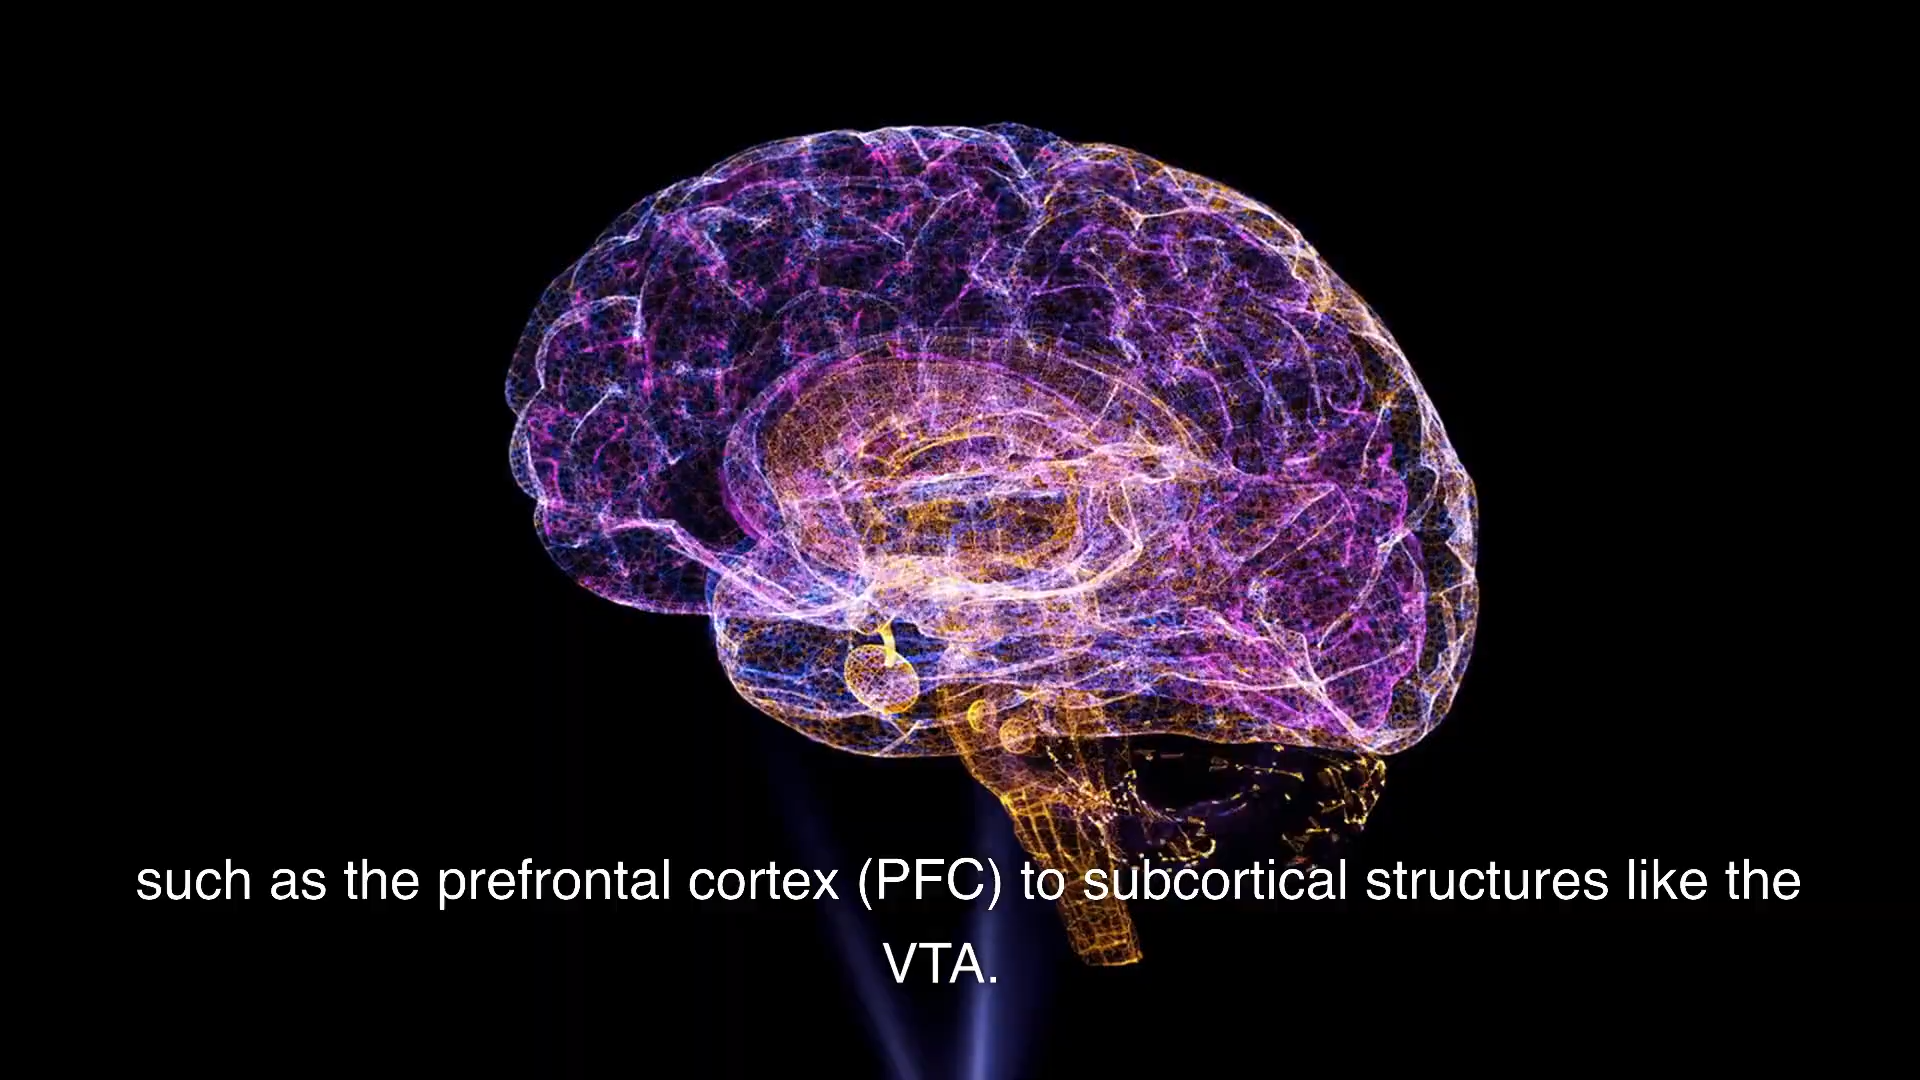 such as the prefrontal cortex (PFC) to subcortical structures like the
VTA.